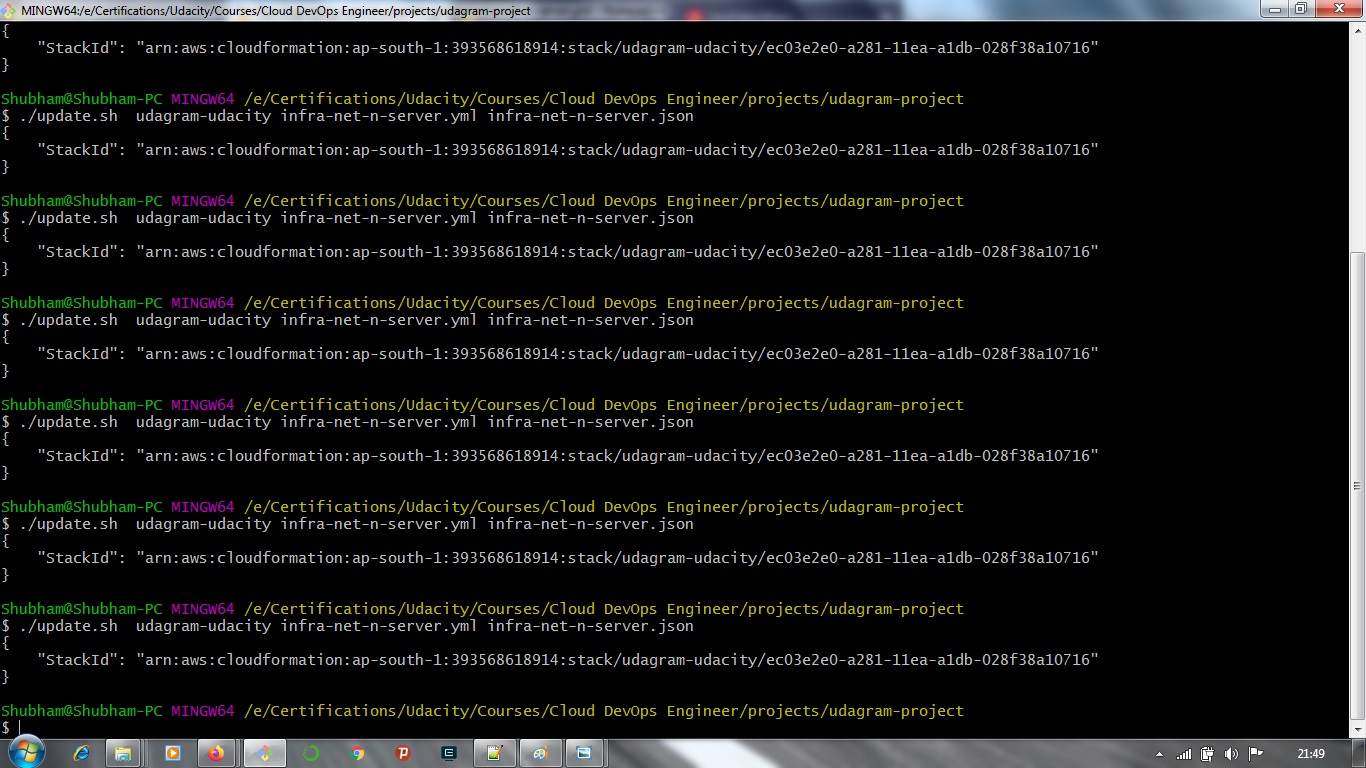 MINGW64:/e/Certifications/Udacity/Courses/Cloud DevOps Engineer/projects/udagram-project
{
    "StackId": "arn:aws:cloudformation:ap-south-1:393568618914:stack/udagram-udacity/ec03e2e0-a281-11ea-a1db-028f38a10716"
}
Shubham@Shubham-PC MINGW64 /e/Certifications/Udacity/Courses/Cloud DevOps Engineer/projects/udagram-project
$ ./update.sh  udagram-udacity infra-net-n-server.yml infra-net-n-server.json
{
    "StackId": "arn:aws:cloudformation:ap-south-1:393568618914:stack/udagram-udacity/ec03e2e0-a281-11ea-a1db-028f38a10716"
}
Shubham@Shubham-PC MINGW64 /e/Certifications/Udacity/Courses/Cloud DevOps Engineer/projects/udagram-project
$ ./update.sh  udagram-udacity infra-net-n-server.yml infra-net-n-server.json
{
    "StackId": "arn:aws:cloudformation:ap-south-1:393568618914:stack/udagram-udacity/ec03e2e0-a281-11ea-a1db-028f38a10716"
}
Shubham@Shubham-PC MINGW64 /e/Certifications/Udacity/Courses/Cloud DevOps Engineer/projects/udagram-project
$ ./update.sh  udagram-udacity infra-net-n-server.yml infra-net-n-server.json
{
    "StackId": "arn:aws:cloudformation:ap-south-1:393568618914:stack/udagram-udacity/ec03e2e0-a281-11ea-a1db-028f38a10716"
}
Shubham@Shubham-PC MINGW64 /e/Certifications/Udacity/Courses/Cloud DevOps Engineer/projects/udagram-project
$ ./update.sh  udagram-udacity infra-net-n-server.yml infra-net-n-server.json
{
    "StackId": "arn:aws:cloudformation:ap-south-1:393568618914:stack/udagram-udacity/ec03e2e0-a281-11ea-a1db-028f38a10716"
}
Shubham@Shubham-PC MINGW64 /e/Certifications/Udacity/Courses/Cloud DevOps Engineer/projects/udagram-project
$ ./update.sh  udagram-udacity infra-net-n-server.yml infra-net-n-server.json
{
    "StackId": "arn:aws:cloudformation:ap-south-1:393568618914:stack/udagram-udacity/ec03e2e0-a281-11ea-a1db-028f38a10716"
}
Shubham@Shubham-PC MINGW64 /e/Certifications/Udacity/Courses/Cloud DevOps Engineer/projects/udagram-project
$ ./update.sh  udagram-udacity infra-net-n-server.yml infra-net-n-server.json
{
    "StackId": "arn:aws:cloudformation:ap-south-1:393568618914:stack/udagram-udacity/ec03e2e0-a281-11ea-a1db-028f38a10716"
}
Shubham@Shubham-PC MINGW64 /e/Certifications/Udacity/Courses/Cloud DevOps Engineer/projects/udagram-project
$
21:49